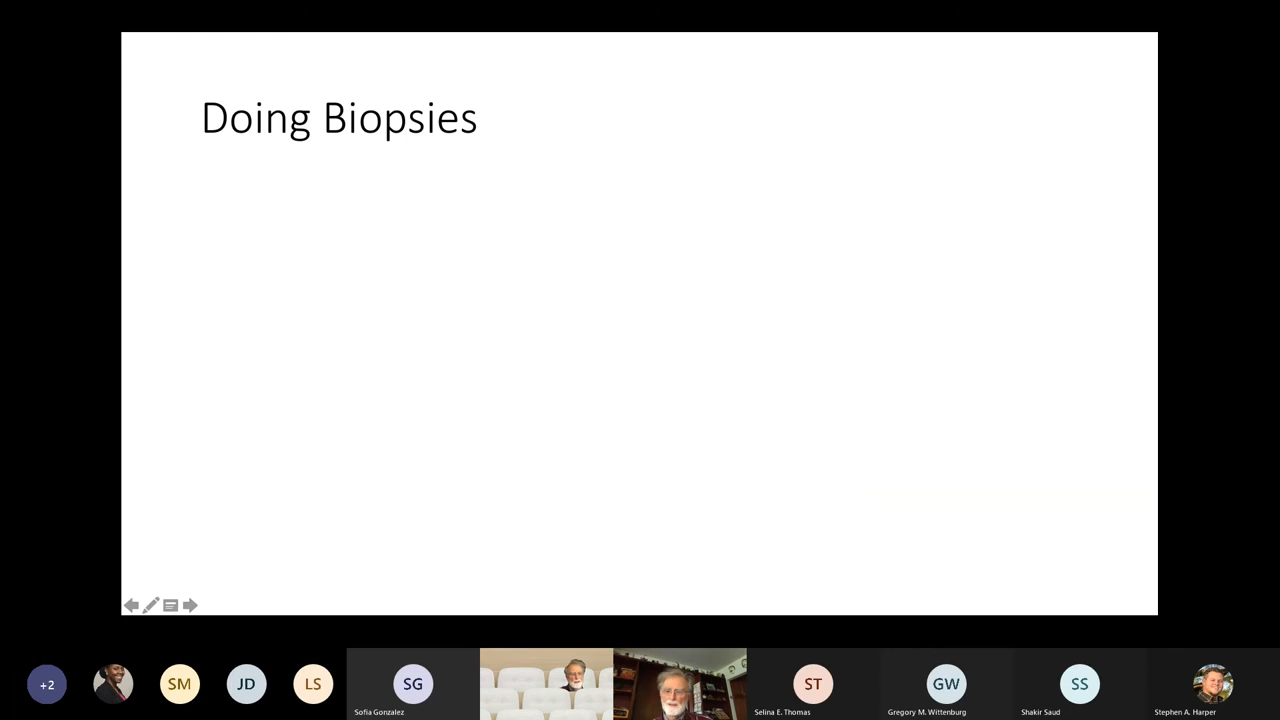 Doing Biopsies
+2
SM
JD
LS
SG
Sofia Gonzalez
ST
Selina E. Thomas
GW
Gregory M. Wittenburg
SS
Shakir Saud
Stephen A. Harper